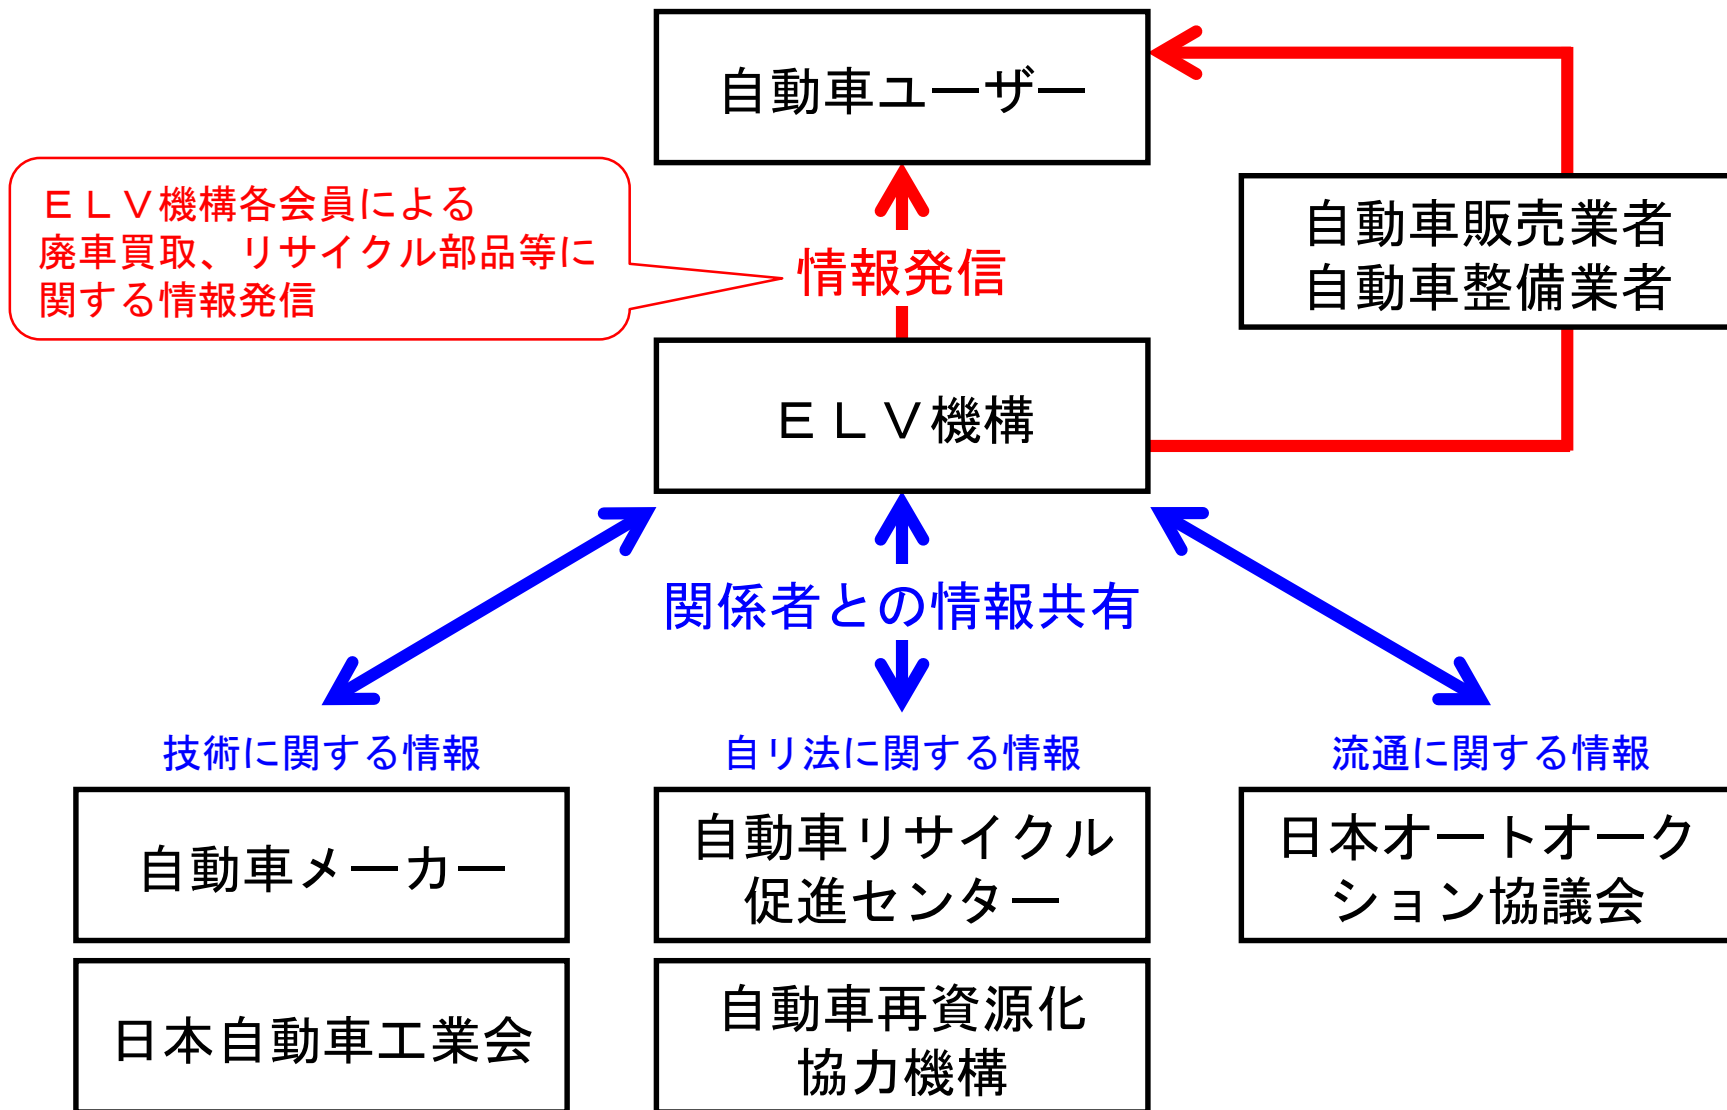 自動車ユーザー
ＥＬＶ機構各会員による
廃車買取、リサイクル部品等に
関する情報発信
情報発信
自動車販売業者
自動車整備業者
ＥＬＶ機構
関係者との情報共有
技術に関する情報
自リ法に関する情報
流通に関する情報
自動車メーカー
自動車リサイクル
促進センター
日本オートオーク
ション協議会
日本自動車工業会
自動車再資源化
協力機構